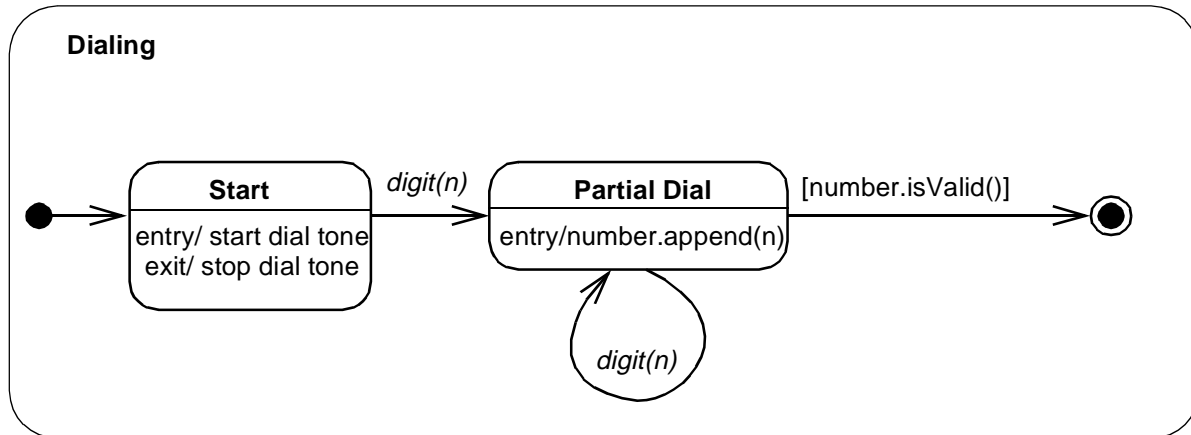 Dialing
Start
entry/ start dial tone
exit/ stop dial tone
digit(n)
Partial Dial
entry/number.append(n)
digit(n)
[number.isValid()]